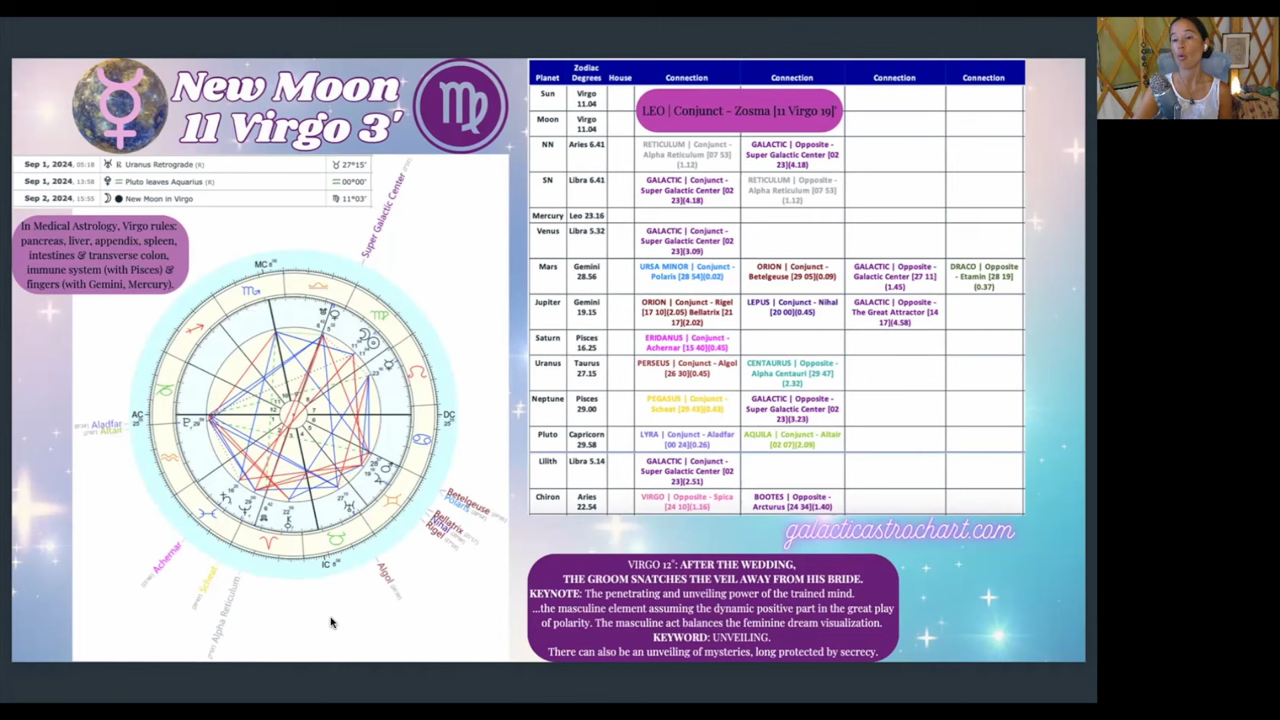 New Moon
11 Virgo 3'
Sep 1, 2024, 05:18 Uranus Retrograde (R) ♉ 27°15'
Sep 1, 2024, 13:58 Pluto leaves Aquarius (R) ♒ 00°00'
Sep 2, 2024, 15:55 New Moon in Virgo ♍ 11°03'
In Medical Astrology, Virgo rules:
pancreas, liver, appendix, spleen,
intestines & transverse colon,
immune system (with Pisces) &
fingers (with Gemini, Mercury).
Super Galactic Center
MC
AC
DC
IC
Aladfar
Altair
Betelgeuse
Polaris
Bellatrix
Nihal
Rigel
Algol
Achernar
Scheat
Alpha Reticulum
Planet Zodiac Degrees House Connection Connection Connection Connection
Sun Virgo 11.04
LEO | Conjunct - Zosma [11 Virgo 19]'
Moon Virgo 11.04
NN Aries 6.41 RETICULUM | Conjunct - Alpha Reticulum [07 53] (1.12) GALACTIC | Opposite - Super Galactic Center [02 23](4.18)
SN Libra 6.41 GALACTIC | Conjunct - Super Galactic Center [02 23](4.18) RETICULUM | Opposite - Alpha Reticulum [07 53] (1.12)
Mercury Leo 23.16
Venus Libra 5.32 GALACTIC | Conjunct - Super Galactic Center [02 23](3.09)
Mars Gemini 28.56 URSA MINOR | Conjunct - Polaris [28 54](0.02) ORION | Conjunct - Betelgeuse [29 05](0.09) GALACTIC | Opposite - Galactic Center [27 11] (1.45) DRACO | Opposite - Etamin [28 19] (0.37)
Jupiter Gemini 19.15 ORION | Conjunct - Rigel [17 10](2.05) Bellatrix [21 17](2.02) LEPUS | Conjunct - Nihal [20 00](0.45) GALACTIC | Opposite - The Great Attractor [14 17](4.58)
Saturn Pisces 16.25 ERIDANUS | Conjunct - Achernar [15 40](0.45)
Uranus Taurus 27.15 PERSEUS | Conjunct - Algol [26 30](0.45) CENTAURUS | Opposite - Alpha Centauri [29 47] (2.32)
Neptune Pisces 29.00 PEGASUS | Conjunct - Scheat [29 43](0.43) GALACTIC | Opposite - Super Galactic Center [02 23](3.23)
Pluto Capricorn 29.58 LYRA | Conjunct - Aladfar [00 24](0.26) AQUILA | Conjunct - Altair [02 07](2.09)
Lilith Libra 5.14 GALACTIC | Conjunct - Super Galactic Center [02 23](2.51)
Chiron Aries 22.54 VIRGO | Opposite - Spica [24 10](1.16) BOOTES | Opposite - Arcturus [24 34](1.40)
galacticastrochart.com
VIRGO 12°: AFTER THE WEDDING,
THE GROOM SNATCHES THE VEIL AWAY FROM HIS BRIDE.
KEYNOTE: The penetrating and unveiling power of the trained mind.
...the masculine element assuming the dynamic positive part in the great play
of polarity. The masculine act balances the feminine dream visualization.
KEYWORD: UNVEILING.
There can also be an unveiling of mysteries, long protected by secrecy.